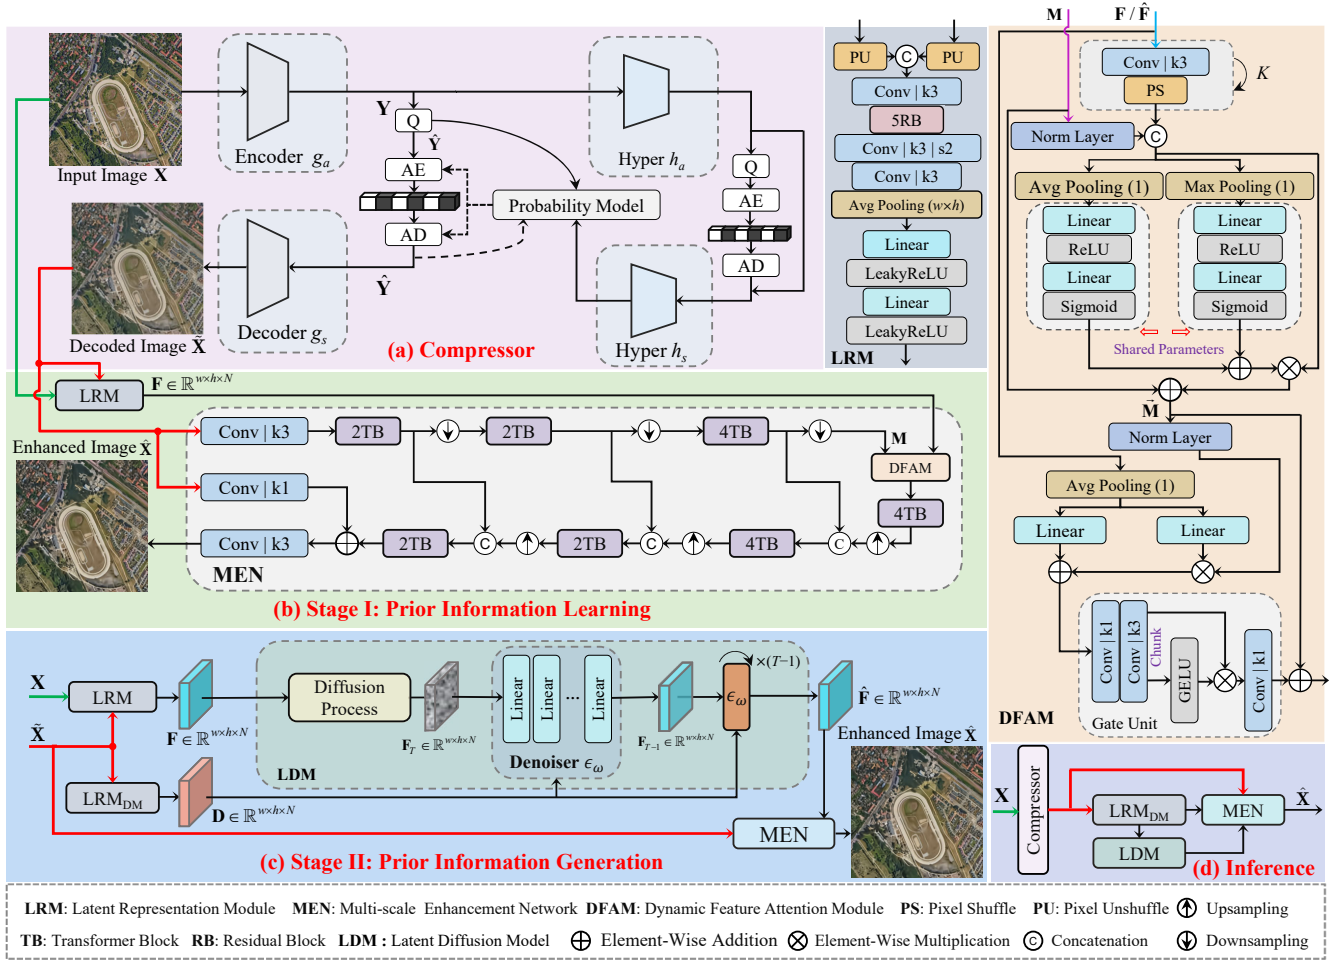 Input Image X
Encoder g_a
Y
Q
Ŷ
AE
AD
Ŷ
Probability Model
Hyper h_a
Q
AE
AD
Hyper h_s
Decoder g_s
Decoded Image X̃
(a) Compressor
PU
C
PU
Conv | k3
5RB
Conv | k3 | s2
Conv | k3
Avg Pooling (w×h)
Linear
LeakyReLU
Linear
LeakyReLU
LRM
M
F / F̂
Conv | k3
PS
K
Norm Layer
C
Avg Pooling (1)
Max Pooling (1)
Linear
ReLU
Linear
Sigmoid
Linear
ReLU
Linear
Sigmoid
Shared Parameters
M⃗
Norm Layer
Avg Pooling (1)
Linear
Linear
Conv | k1
Conv | k3
Chunk
GELU
Conv | k1
Gate Unit
DFAM
LRM
F ∈ ℝ^{w×h×N}
Enhanced Image X̂
Conv | k3
2TB
2TB
4TB
M
DFAM
4TB
Conv | k1
Conv | k3
2TB
C
2TB
C
4TB
C
MEN
(b) Stage I: Prior Information Learning
X
LRM
F ∈ ℝ^{w×h×N}
X̃
LRM_DM
D ∈ ℝ^{w×h×N}
Diffusion
Process
F_T ∈ ℝ^{w×h×N}
LDM
Linear
Linear
...
Linear
Denoiser ϵ_ω
F_{T−1} ∈ ℝ^{w×h×N}
ϵ_ω
×(T−1)
F̂ ∈ ℝ^{w×h×N}
Enhanced Image X̂
MEN
(c) Stage II: Prior Information Generation
X
Compressor
LRM_DM
LDM
MEN
X̂
(d) Inference
LRM: Latent Representation Module MEN: Multi-scale Enhancement Network DFAM: Dynamic Feature Attention Module PS: Pixel Shuffle PU: Pixel Unshuffle Upsampling
TB: Transformer Block RB: Residual Block LDM : Latent Diffusion Model Element-Wise Addition Element-Wise Multiplication C Concatenation Downsampling